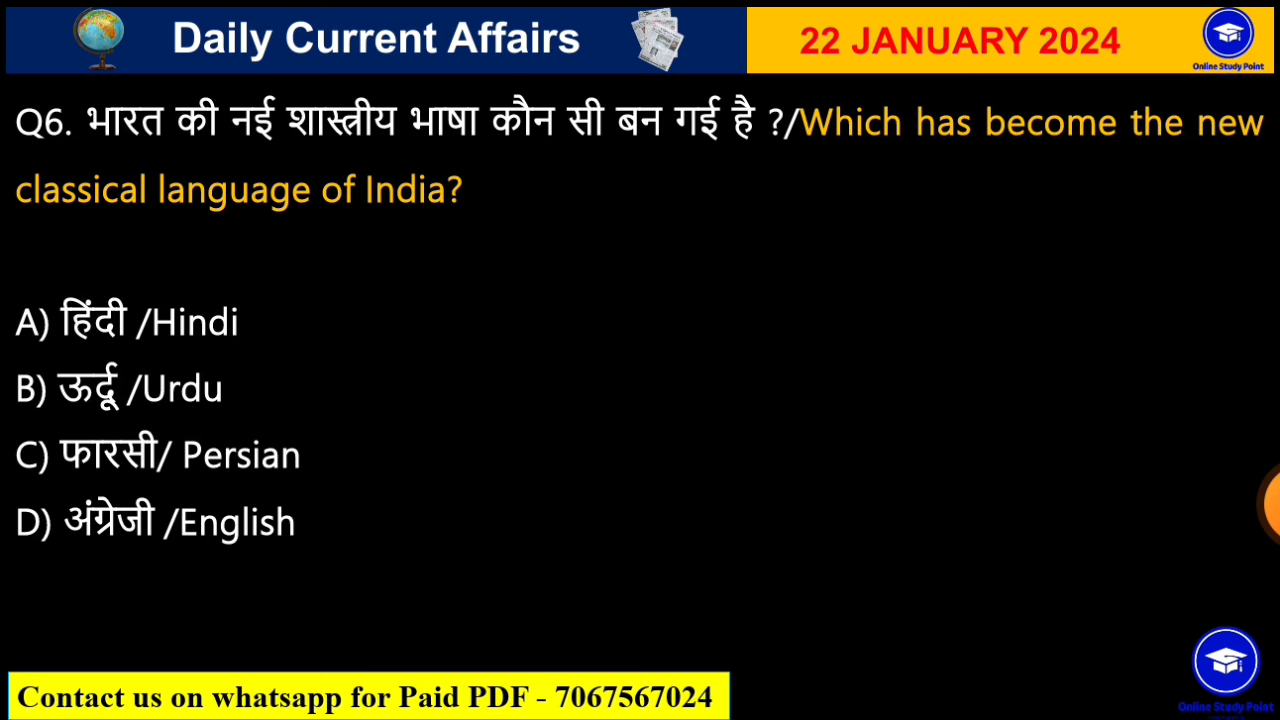 Daily Current Affairs
22 JANUARY 2024
Online Study Point
Q6. भारत की नई शास्त्रीय भाषा कौन सी बन गई है ?/Which has become the new
classical language of India?
A) हिंदी /Hindi
B) ऊर्दू /Urdu
C) फारसी/ Persian
D) अंग्रेजी /English
Contact us on whatsapp for Paid PDF - 7067567024
Online Study Point